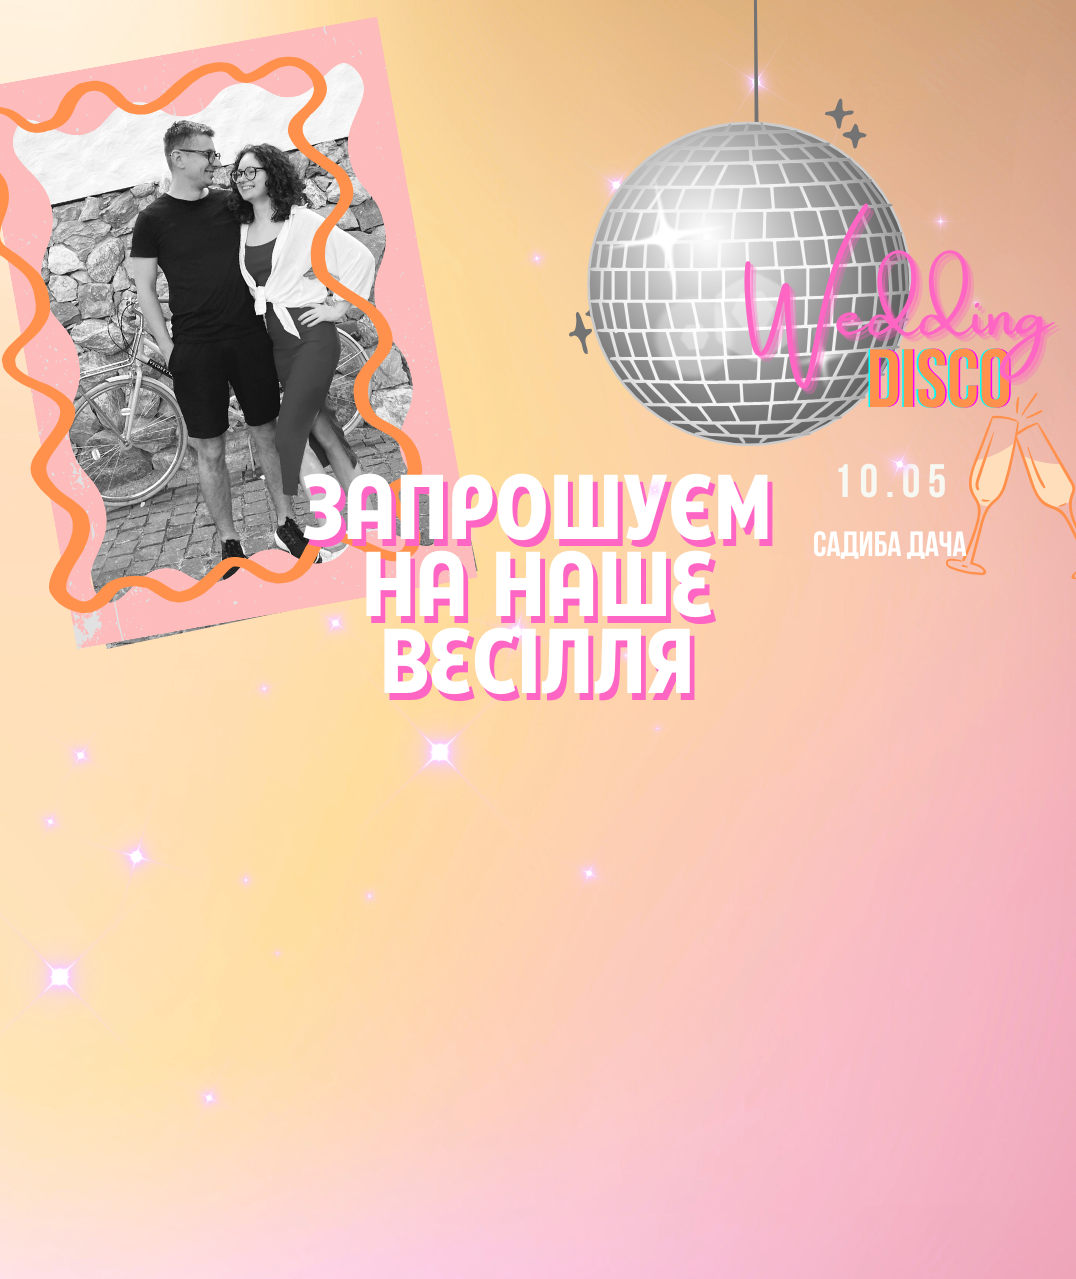 Wedding
DISCO
10.05
САДИБА ДАЧА
ЗАПРОШУЄМ
НА НАШЕ
ВЕСІЛЛЯ